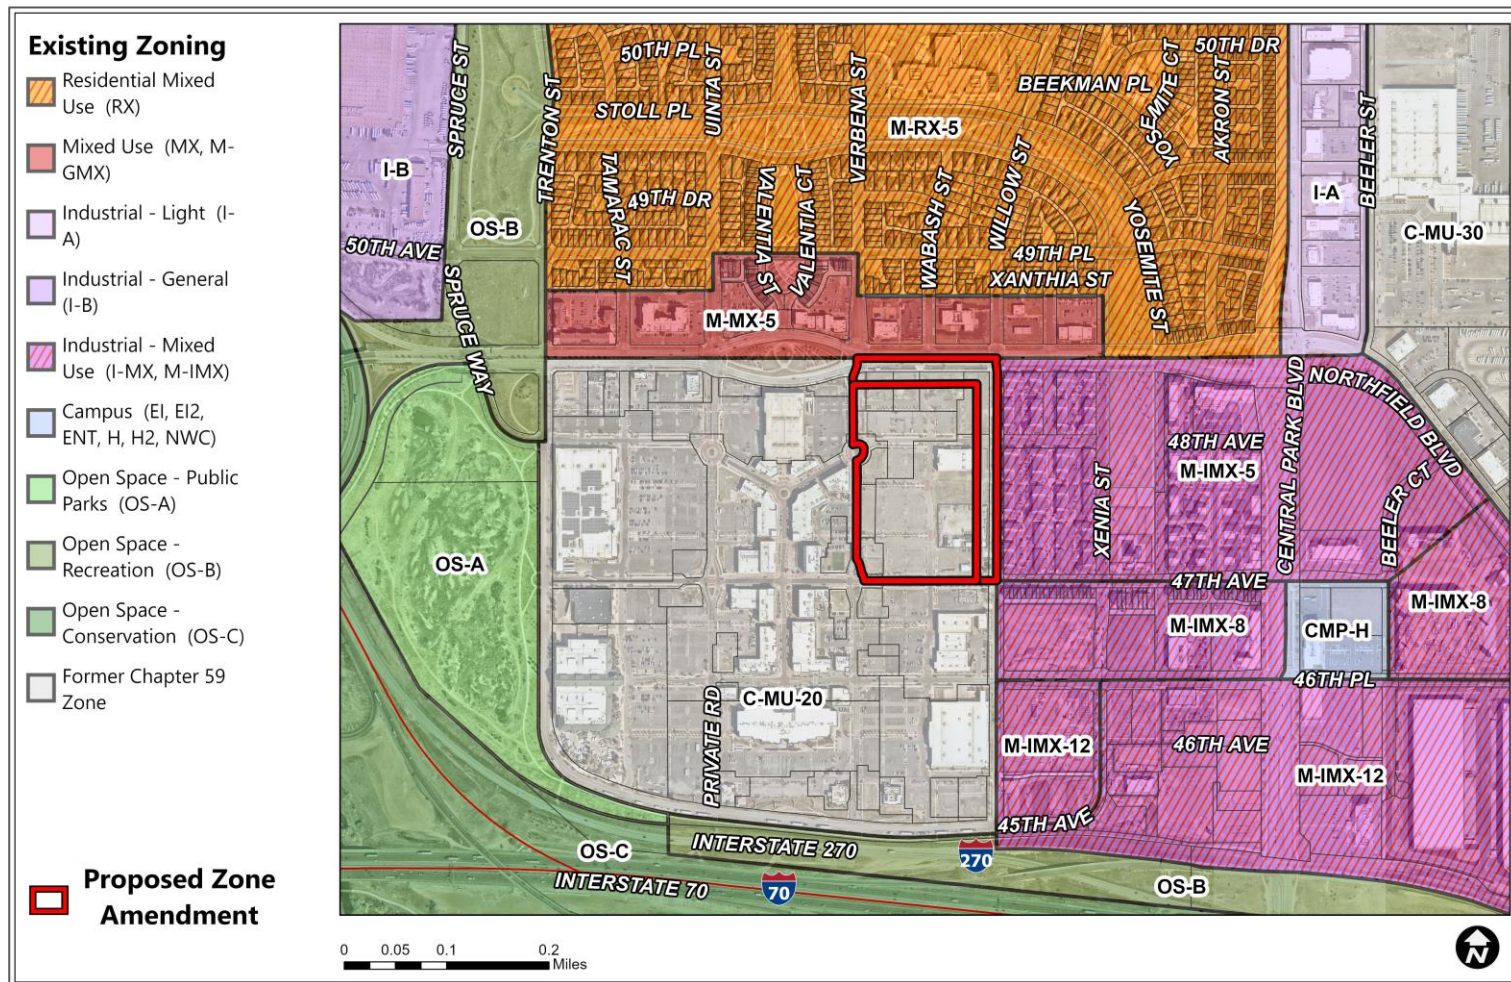 Existing Zoning
Residential Mixed
Use (RX)
Mixed Use (MX, M-
GMX)
Industrial - Light (I-
A)
Industrial - General
(I-B)
Industrial - Mixed
Use (I-MX, M-IMX)
Campus (EI, EI2,
ENT, H, H2, NWC)
Open Space - Public
Parks (OS-A)
Open Space -
Recreation (OS-B)
Open Space -
Conservation (OS-C)
Former Chapter 59
Zone
Proposed Zone
Amendment
50TH PL
50TH DR
SPRUCE ST
TRENTON ST
UINTA ST
VERBENA ST
BEEKMAN PL
YOSEMITE CT
AKRON ST
BEELER ST
STOLL PL
M-RX-5
I-B
TAMARAC ST
49TH DR
VALENTIA ST
VALENTIA CT
WABASH ST
WILLOW ST
YOSEMITE ST
I-A
C-MU-30
OS-B
50TH AVE
49TH PL
XANTHIA ST
SPRUCE WAY
M-MX-5
CENTRAL PARK BLVD
NORTHFIELD BLVD
48TH AVE
M-IMX-5
XENIA ST
BEELER CT
OS-A
47TH AVE
M-IMX-8
M-IMX-8
CMP-H
46TH PL
C-MU-20
PRIVATE RD
M-IMX-12
46TH AVE
M-IMX-12
45TH AVE
INTERSTATE 270
270
OS-C
INTERSTATE 70
70
OS-B
0 0.05 0.1 0.2
Miles
N